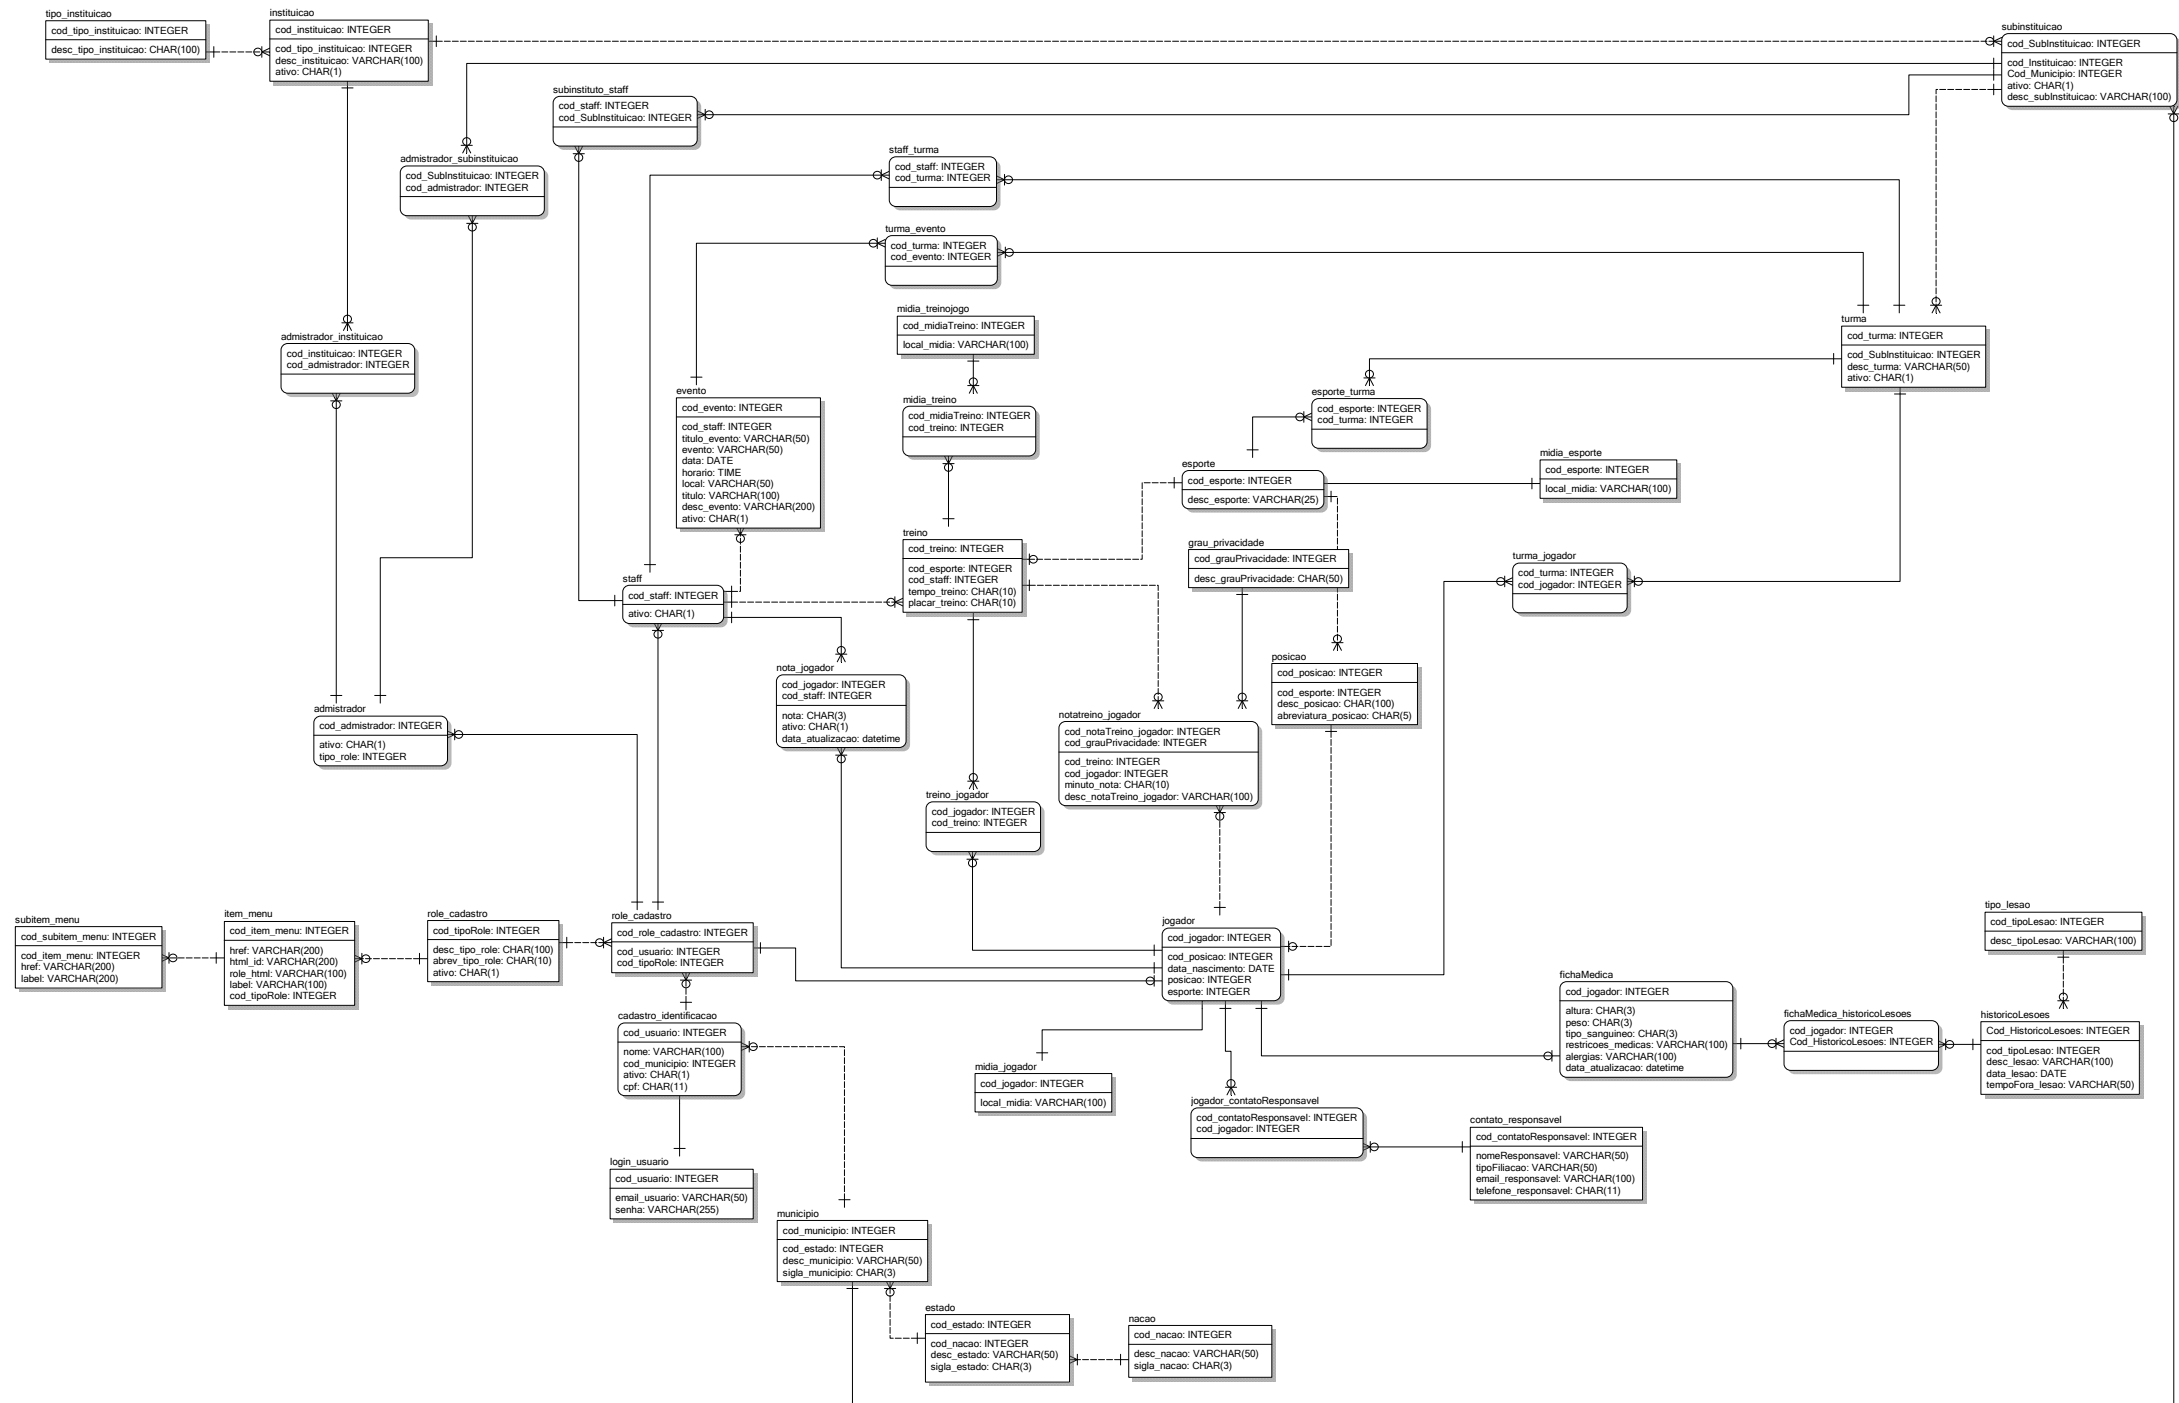 tipo_instituicao
cod_tipo_instituicao: INTEGER
desc_tipo_instituicao: CHAR(100)
instituicao
cod_instituicao: INTEGER
cod_tipo_instituicao: INTEGER
desc_instituicao: VARCHAR(100)
ativo: CHAR(1)
subinstituicao
cod_SubInstituicao: INTEGER
cod_Instituicao: INTEGER
Cod_Municipio: INTEGER
ativo: CHAR(1)
desc_subInstituicao: VARCHAR(100)
subinstituto_staff
cod_staff: INTEGER
cod_SubInstituicao: INTEGER
admistrador_subinstituicao
cod_SubInstituicao: INTEGER
cod_admistrador: INTEGER
staff_turma
cod_staff: INTEGER
cod_turma: INTEGER
turma_evento
cod_turma: INTEGER
cod_evento: INTEGER
midia_treinojogo
cod_midiaTreino: INTEGER
local_midia: VARCHAR(100)
turma
cod_turma: INTEGER
cod_SubInstituicao: INTEGER
desc_turma: VARCHAR(50)
ativo: CHAR(1)
admistrador_instituicao
cod_instituicao: INTEGER
cod_admistrador: INTEGER
evento
cod_evento: INTEGER
cod_staff: INTEGER
titulo_evento: VARCHAR(50)
evento: VARCHAR(50)
data: DATE
horario: TIME
local: VARCHAR(50)
titulo: VARCHAR(100)
desc_evento: VARCHAR(200)
ativo: CHAR(1)
midia_treino
cod_midiaTreino: INTEGER
cod_treino: INTEGER
esporte_turma
cod_esporte: INTEGER
cod_turma: INTEGER
esporte
cod_esporte: INTEGER
desc_esporte: VARCHAR(25)
midia_esporte
cod_esporte: INTEGER
local_midia: VARCHAR(100)
treino
cod_treino: INTEGER
cod_esporte: INTEGER
cod_staff: INTEGER
tempo_treino: CHAR(10)
placar_treino: CHAR(10)
grau_privacidade
cod_grauPrivacidade: INTEGER
desc_grauPrivacidade: CHAR(50)
turma_jogador
cod_turma: INTEGER
cod_jogador: INTEGER
staff
cod_staff: INTEGER
ativo: CHAR(1)
nota_jogador
cod_jogador: INTEGER
cod_staff: INTEGER
nota: CHAR(3)
ativo: CHAR(1)
data_atualizacao: datetime
posicao
cod_posicao: INTEGER
cod_esporte: INTEGER
desc_posicao: CHAR(100)
abreviatura_posicao: CHAR(5)
admistrador
cod_admistrador: INTEGER
ativo: CHAR(1)
tipo_role: INTEGER
notatreino_jogador
cod_notaTreino_jogador: INTEGER
cod_grauPrivacidade: INTEGER
cod_treino: INTEGER
cod_jogador: INTEGER
minuto_nota: CHAR(10)
desc_notaTreino_jogador: VARCHAR(100)
treino_jogador
cod_jogador: INTEGER
cod_treino: INTEGER
subitem_menu
cod_subitem_menu: INTEGER
cod_item_menu: INTEGER
href: VARCHAR(200)
label: VARCHAR(200)
item_menu
cod_item_menu: INTEGER
href: VARCHAR(200)
html_id: VARCHAR(200)
role_html: VARCHAR(100)
label: VARCHAR(100)
cod_tipoRole: INTEGER
role_cadastro
cod_tipoRole: INTEGER
desc_tipo_role: CHAR(100)
abrev_tipo_role: CHAR(10)
ativo: CHAR(1)
role_cadastro
cod_role_cadastro: INTEGER
cod_usuario: INTEGER
cod_tipoRole: INTEGER
jogador
cod_jogador: INTEGER
cod_posicao: INTEGER
data_nascimento: DATE
posicao: INTEGER
esporte: INTEGER
tipo_lesao
cod_tipoLesao: INTEGER
desc_tipoLesao: VARCHAR(100)
fichaMedica
cod_jogador: INTEGER
altura: CHAR(3)
peso: CHAR(3)
tipo_sanguineo: CHAR(3)
restricoes_medicas: VARCHAR(100)
alergias: VARCHAR(100)
data_atualizacao: datetime
fichaMedica_historicoLesoes
cod_jogador: INTEGER
Cod_HistoricoLesoes: INTEGER
historicoLesoes
Cod_HistoricoLesoes: INTEGER
cod_tipoLesao: INTEGER
desc_lesao: VARCHAR(100)
data_lesao: DATE
tempoFora_lesao: VARCHAR(50)
cadastro_identificacao
cod_usuario: INTEGER
nome: VARCHAR(100)
cod_municipio: INTEGER
ativo: CHAR(1)
cpf: CHAR(11)
midia_jogador
cod_jogador: INTEGER
local_midia: VARCHAR(100)
jogador_contatoResponsavel
cod_contatoResponsavel: INTEGER
cod_jogador: INTEGER
contato_responsavel
cod_contatoResponsavel: INTEGER
nomeResponsavel: VARCHAR(50)
tipoFiliacao: VARCHAR(50)
email_responsavel: VARCHAR(100)
telefone_responsavel: CHAR(11)
login_usuario
cod_usuario: INTEGER
email_usuario: VARCHAR(50)
senha: VARCHAR(255)
municipio
cod_municipio: INTEGER
cod_estado: INTEGER
desc_municipio: VARCHAR(50)
sigla_municipio: CHAR(3)
estado
cod_estado: INTEGER
cod_nacao: INTEGER
desc_estado: VARCHAR(50)
sigla_estado: CHAR(3)
nacao
cod_nacao: INTEGER
desc_nacao: VARCHAR(50)
sigla_nacao: CHAR(3)